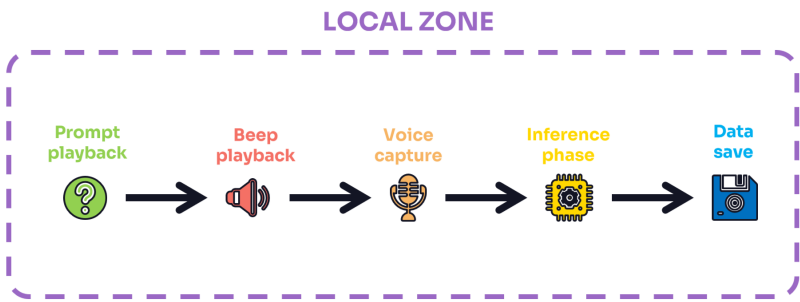 LOCAL ZONE
Prompt
playback
Beep
playback
Voice
capture
Inference
phase
Data
save